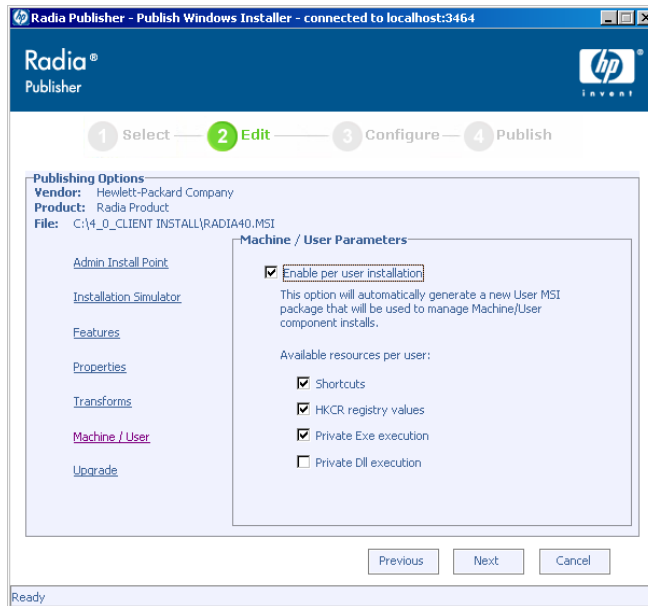 Radia Publisher - Publish Windows Installer - connected to localhost:3464
Radia ®
Publisher
hp
®
invent
1 Select 2 Edit 3 Configure 4 Publish
Publishing Options
Vendor: Hewlett-Packard Company
Product: Radia Product
File: C:\4_0_CLIENT INSTALL\RADIA40.MSI
Admin Install Point
Installation Simulator
Features
Properties
Transforms
Machine / User
Upgrade
Machine / User Parameters
Enable per user installation
This option will automatically generate a new User MSI
package that will be used to manage Machine/User
component installs.
Available resources per user:
Shortcuts
HKCR registry values
Private Exe execution
Private Dll execution
Previous Next Cancel
Ready